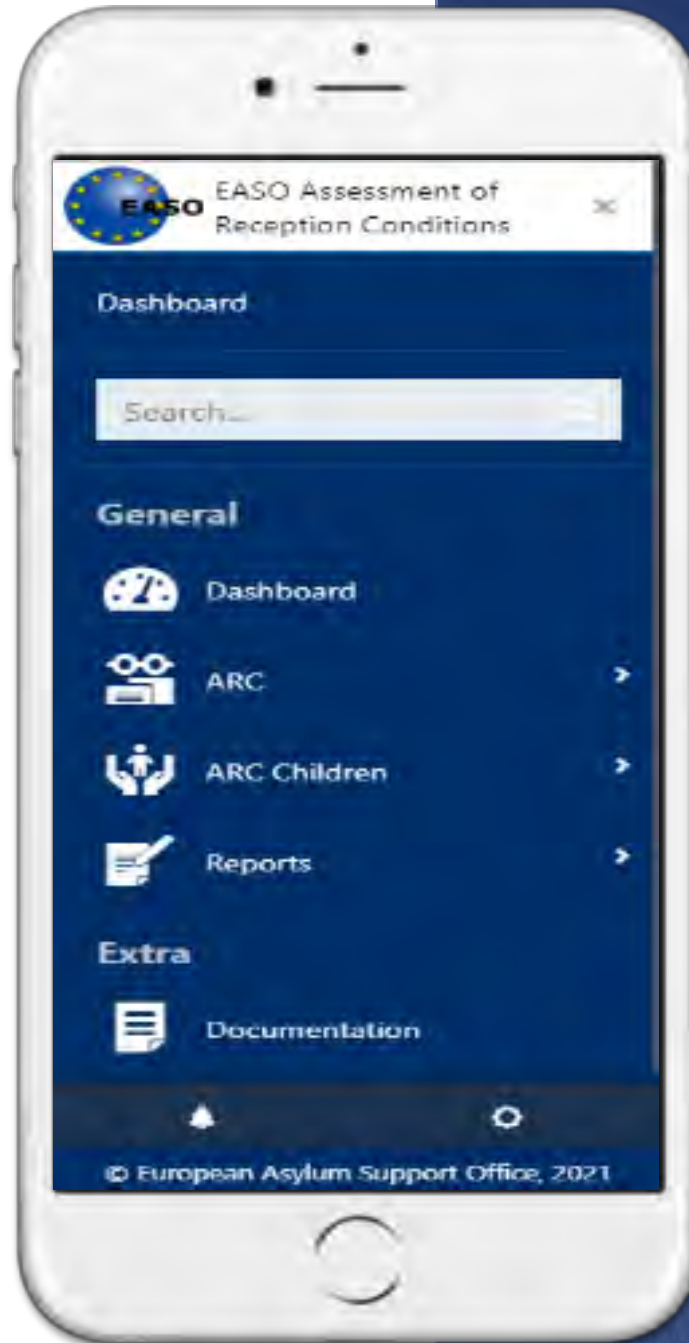 EASO
EASO Assessment of
Reception Conditions
Dashboard
Search...
General
Dashboard
ARC
ARC Children
Reports
Extra
Documentation
© European Asylum Support Office, 2021